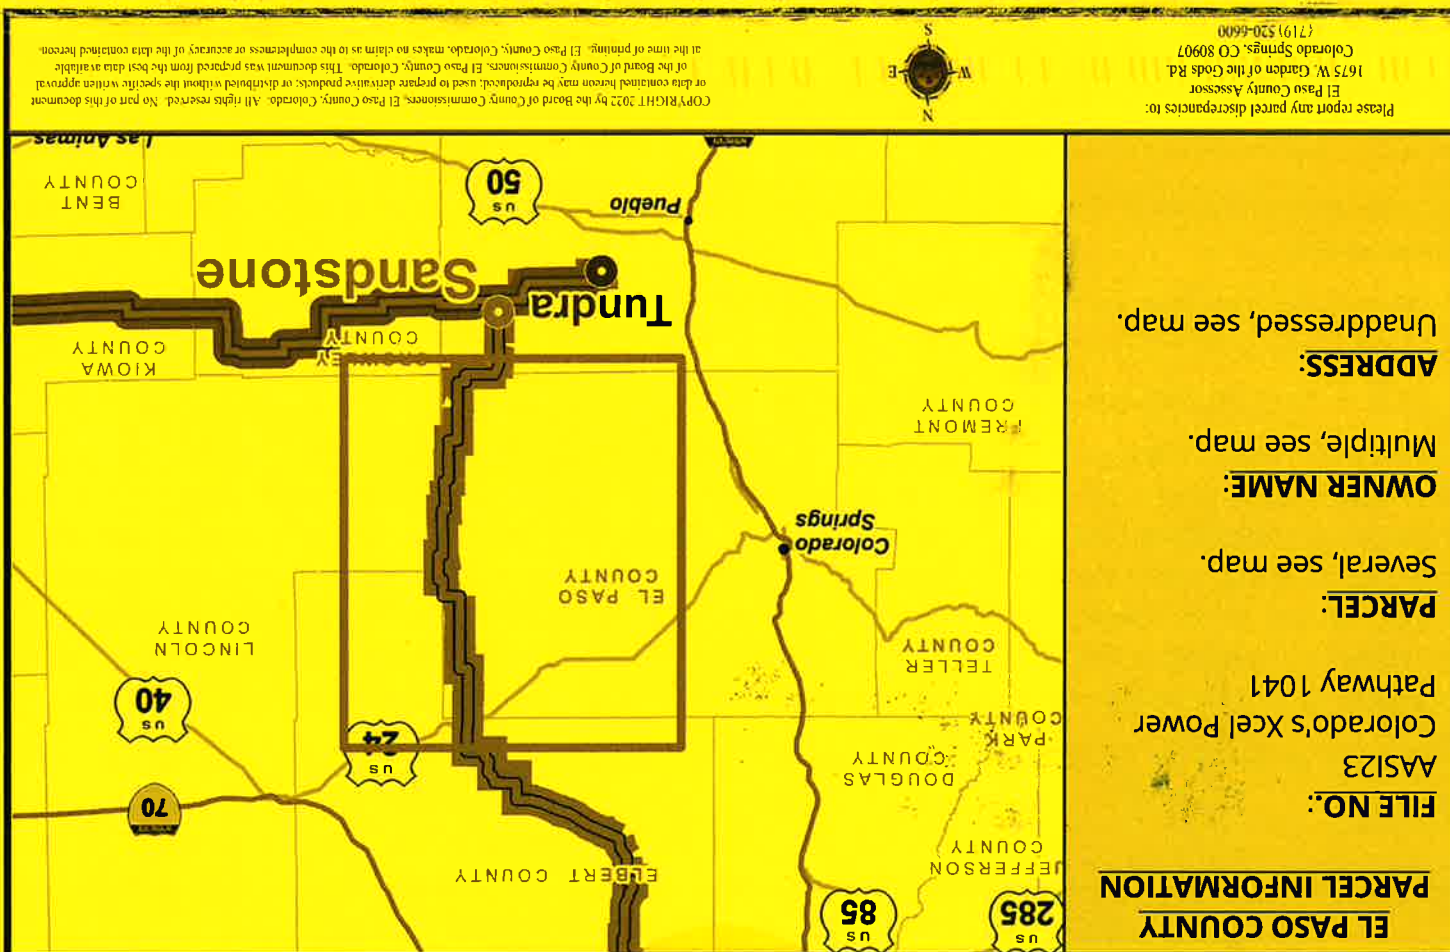 EL PASO COUNTY
PARCEL INFORMATION
FILE NO.:
AASI23
Colorado's Xcel Power
Pathway 1041
PARCEL:
Several, see map.
OWNER NAME:
Multiple, see map.
ADDRESS:
Unaddressed, see map.
US
285
US
85
JEFFERSON
COUNTY
ELBERT COUNTY
70
DOUGLAS
COUNTY
PARK
COUNTY
US
24
US
40
TELLER
COUNTY
LINCOLN
COUNTY
EL PASO
COUNTY
Colorado
Springs
FREMONT
COUNTY
CROWLEY
COUNTY
KIOWA
COUNTY
Tundra
Sandstone
Pueblo
US
50
BENT
COUNTY
Las Animas
Please report any parcel discrepancies to:
El Paso County Assessor
1675 W. Garden of the Gods Rd.
Colorado Springs, CO 80907
(719) 520-6600
N
W
E
S
COPYRIGHT 2022 by the Board of County Commissioners, El Paso County, Colorado. All rights reserved. No part of this document
or data contained hereon may be reproduced; used to prepare derivative products; or distributed without the specific written approval
of the Board of County Commissioners, El Paso County, Colorado. This document was prepared from the best data available
at the time of printing. El Paso County, Colorado, makes no claim as to the completeness or accuracy of the data contained hereon.